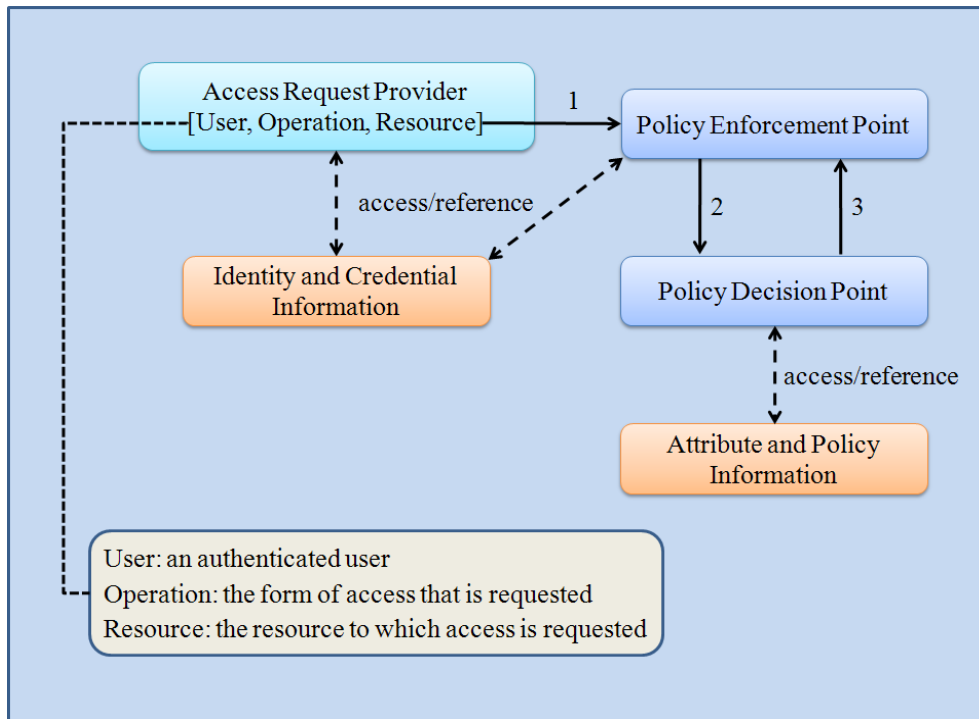 Access Request Provider
[User, Operation, Resource]
1
Policy Enforcement Point
access/reference
2
3
Identity and Credential
Information
Policy Decision Point
access/reference
Attribute and Policy
Information
User: an authenticated user
Operation: the form of access that is requested
Resource: the resource to which access is requested